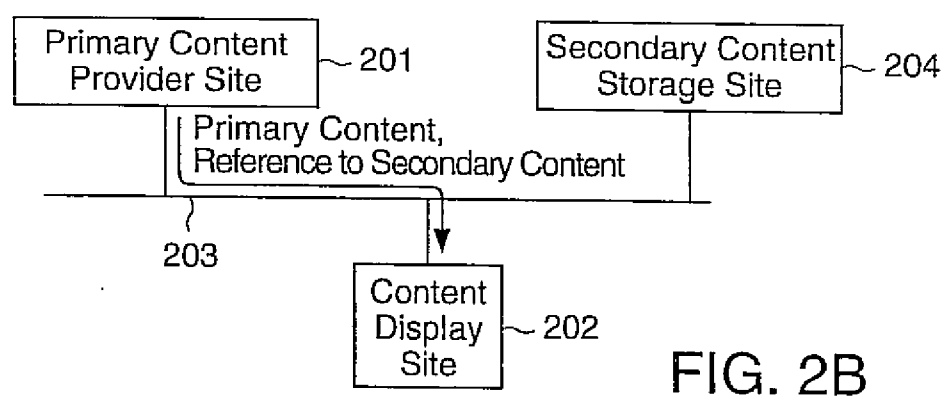 Primary Content
Provider Site
201
Secondary Content
Storage Site
204
Primary Content,
Reference to Secondary Content
203
Content
Display
Site
202
FIG. 2B